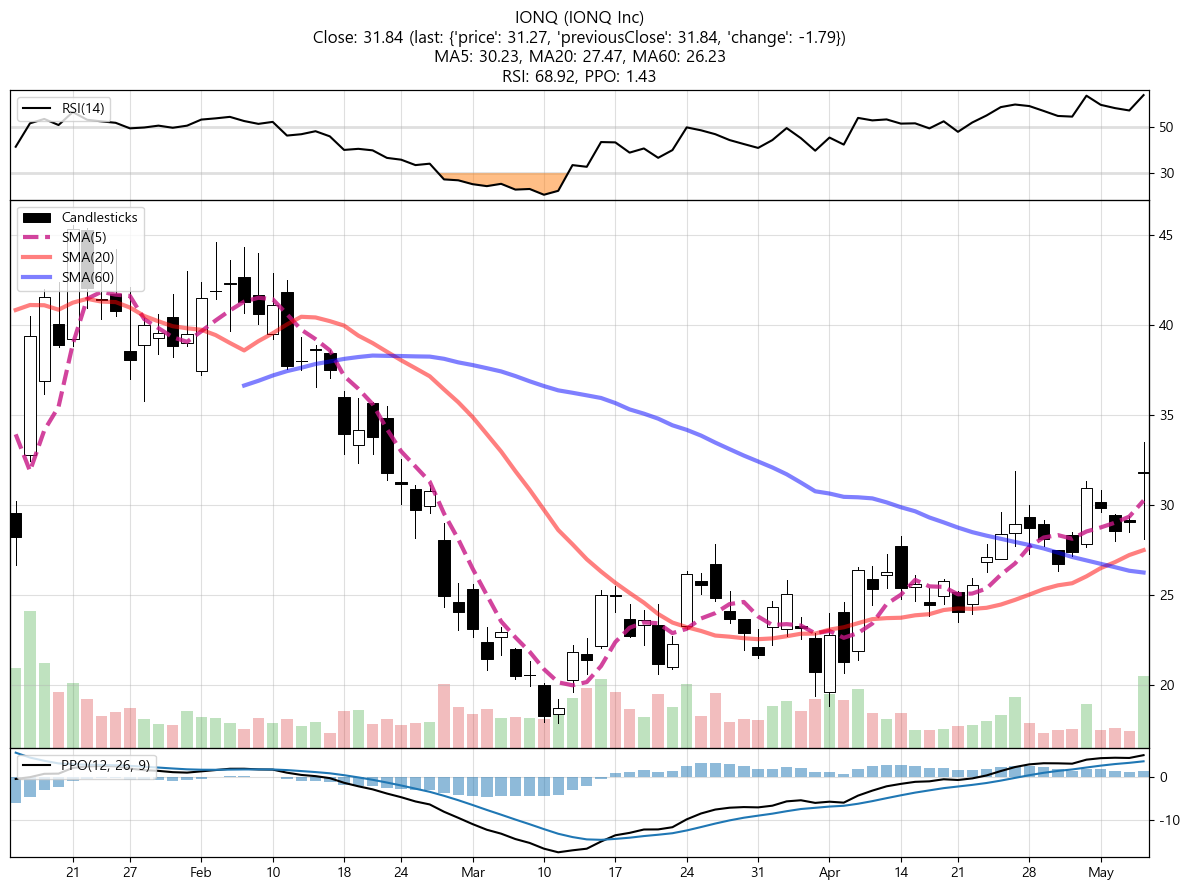 IONQ (IONQ Inc)
Close: 31.84 (last: {'price': 31.27, 'previousClose': 31.84, 'change': -1.79})
MA5: 30.23, MA20: 27.47, MA60: 26.23
RSI: 68.92, PPO: 1.43
RSI(14)
50
30
Candlesticks
SMA(5)
SMA(20)
SMA(60)
45
40
35
30
25
20
PPO(12, 26, 9)
0
-10
21 27 Feb 10 18 24 Mar 10 17 24 31 Apr 14 21 28 May